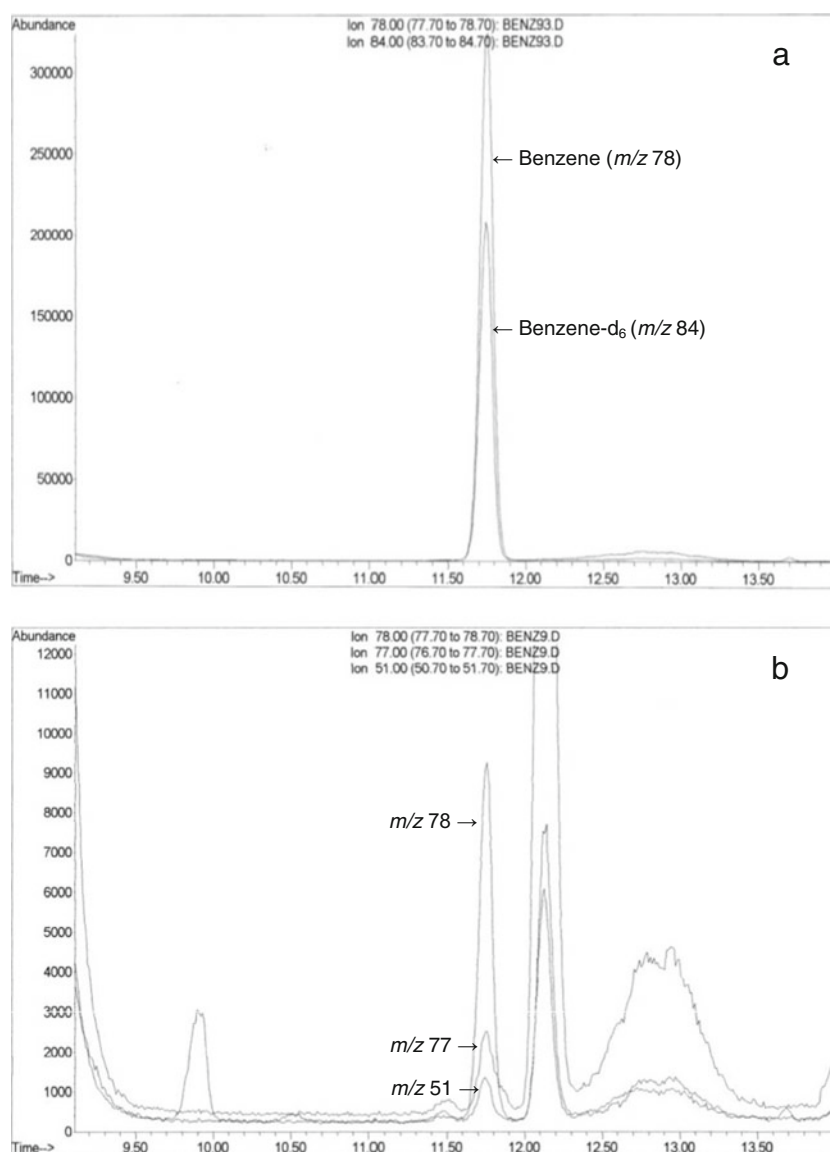 Abundance
Ion 78.00 (77.70 to 78.70): BENZ93.D
Ion 84.00 (83.70 to 84.70): BENZ93.D
a
300000
← Benzene (m/z 78)
250000
200000
← Benzene-d₆ (m/z 84)
150000
100000
50000
0
Time--> 9.50 10.00 10.50 11.00 11.50 12.00 12.50 13.00 13.50
Abundance
Ion 78.00 (77.70 to 78.70): BENZ9.D
Ion 77.00 (76.70 to 77.70): BENZ9.D
Ion 51.00 (50.70 to 51.70): BENZ9.D
b
12000
11000
10000
9000
8000
m/z 78 →
7000
6000
5000
4000
3000
2000
m/z 77 →
1000
m/z 51 →
0
Time--> 9.50 10.00 10.50 11.00 11.50 12.00 12.50 13.00 13.50